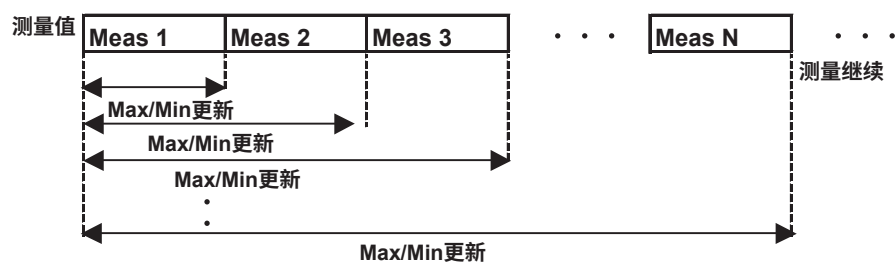 测量值
Meas 1 Meas 2 Meas 3 · · · Meas N · · ·
测量继续
Max/Min更新
Max/Min更新
Max/Min更新
Max/Min更新